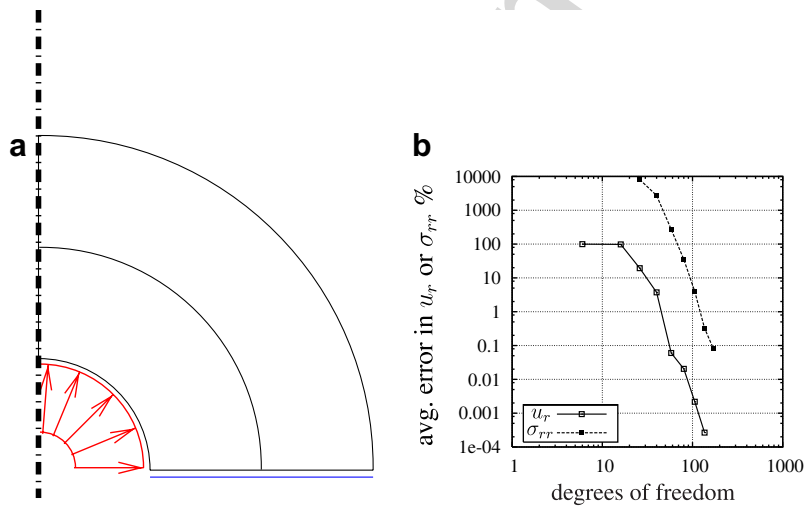 a
b
avg. error in u_r or σ_rr %
10000
1000
100
10
1
0.1
0.01
0.001
1e-04
u_r
σ_rr
1 10 100 1000
degrees of freedom